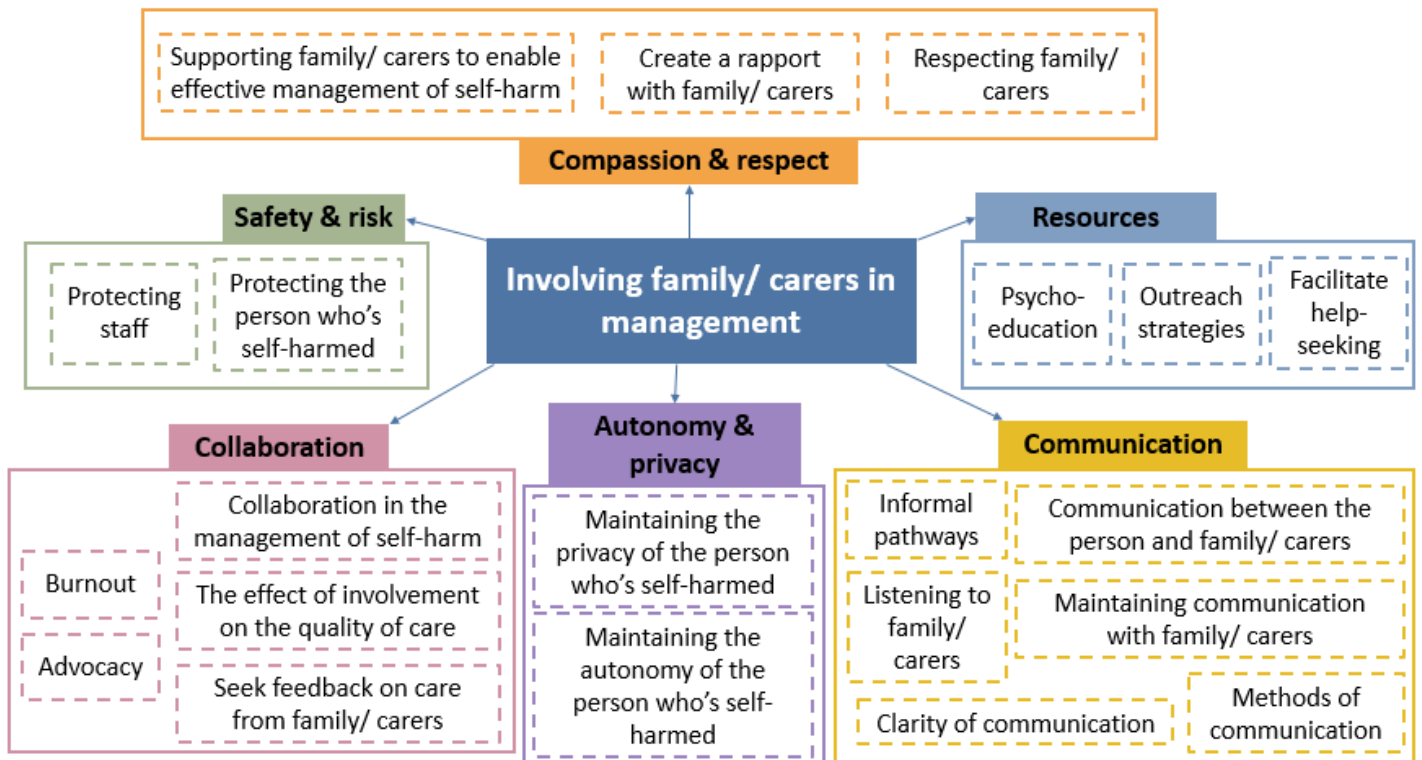 Supporting family/ carers to enable
effective management of self-harm
Create a rapport
with family/ carers
Respecting family/
carers
Compassion & respect
Safety & risk
Protecting
staff
Protecting the
person who's
self-harmed
Involving family/ carers in
management
Resources
Psycho-
education
Outreach
strategies
Facilitate
help-
seeking
Collaboration
Burnout
Advocacy
Collaboration in the
management of self-harm
The effect of involvement
on the quality of care
Seek feedback on care
from family/ carers
Autonomy &
privacy
Maintaining the
privacy of the person
who's self-harmed
Maintaining the
autonomy of the
person who's self-
harmed
Communication
Informal
pathways
Communication between the
person and family/ carers
Listening to
family/
carers
Maintaining communication
with family/ carers
Clarity of communication
Methods of
communication